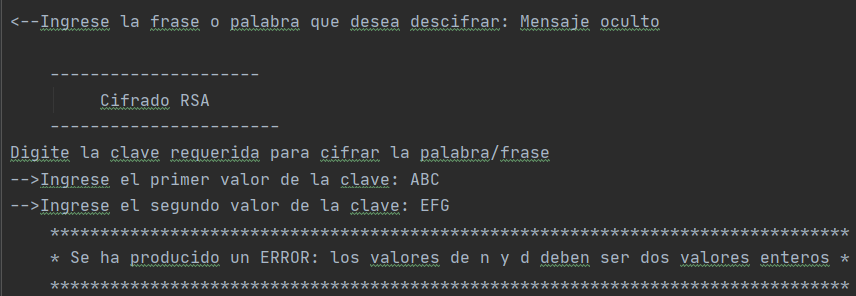 <--Ingrese la frase o palabra que desea descifrar: Mensaje oculto
---------------------
Cifrado RSA
-----------------------
Digite la clave requerida para cifrar la palabra/frase
-->Ingrese el primer valor de la clave: ABC
-->Ingrese el segundo valor de la clave: EFG
********************************************************************************
* Se ha producido un ERROR: los valores de n y d deben ser dos valores enteros *
********************************************************************************